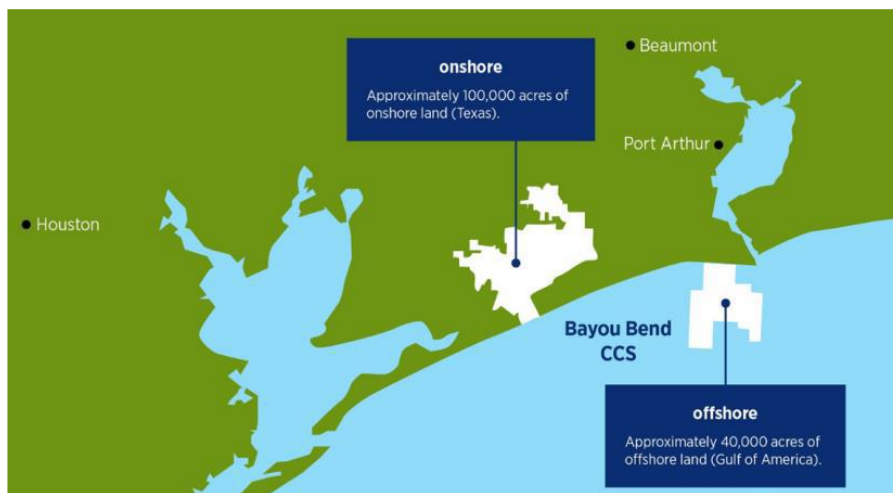 Beaumont
onshore
Approximately 100,000 acres of
onshore land (Texas).
Port Arthur
Houston
Bayou Bend
CCS
offshore
Approximately 40,000 acres of
offshore land (Gulf of America).